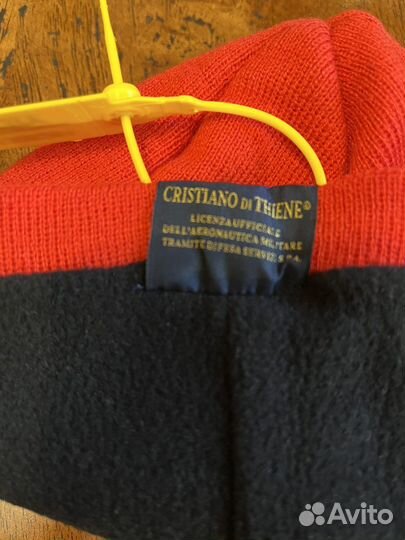 CRISTIANO DI THIENE®
LICENZA UFFICIALE
DELL'AERONAUTICA MILITARE
TRAMITE DIFESA SERVIZI S.P.A.
Avito